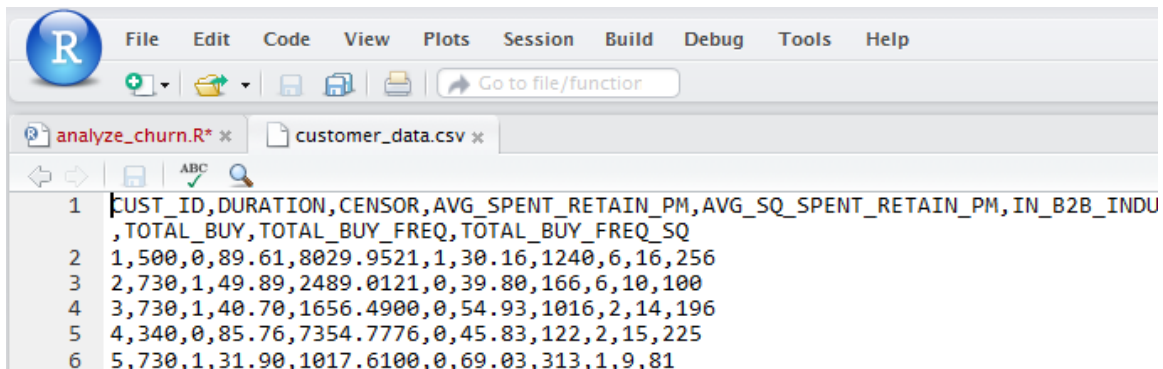 R
File Edit Code View Plots Session Build Debug Tools Help
Go to file/function
analyze_churn.R* customer_data.csv
ABC
1 CUST_ID,DURATION,CENSOR,AVG_SPENT_RETAIN_PM,AVG_SQ_SPENT_RETAIN_PM,IN_B2B_INDU
,TOTAL_BUY,TOTAL_BUY_FREQ,TOTAL_BUY_FREQ_SQ
2 1,500,0,89.61,8029.9521,1,30.16,1240,6,16,256
3 2,730,1,49.89,2489.0121,0,39.80,166,6,10,100
4 3,730,1,40.70,1656.4900,0,54.93,1016,2,14,196
5 4,340,0,85.76,7354.7776,0,45.83,122,2,15,225
6 5,730,1,31.90,1017.6100,0,69.03,313,1,9,81